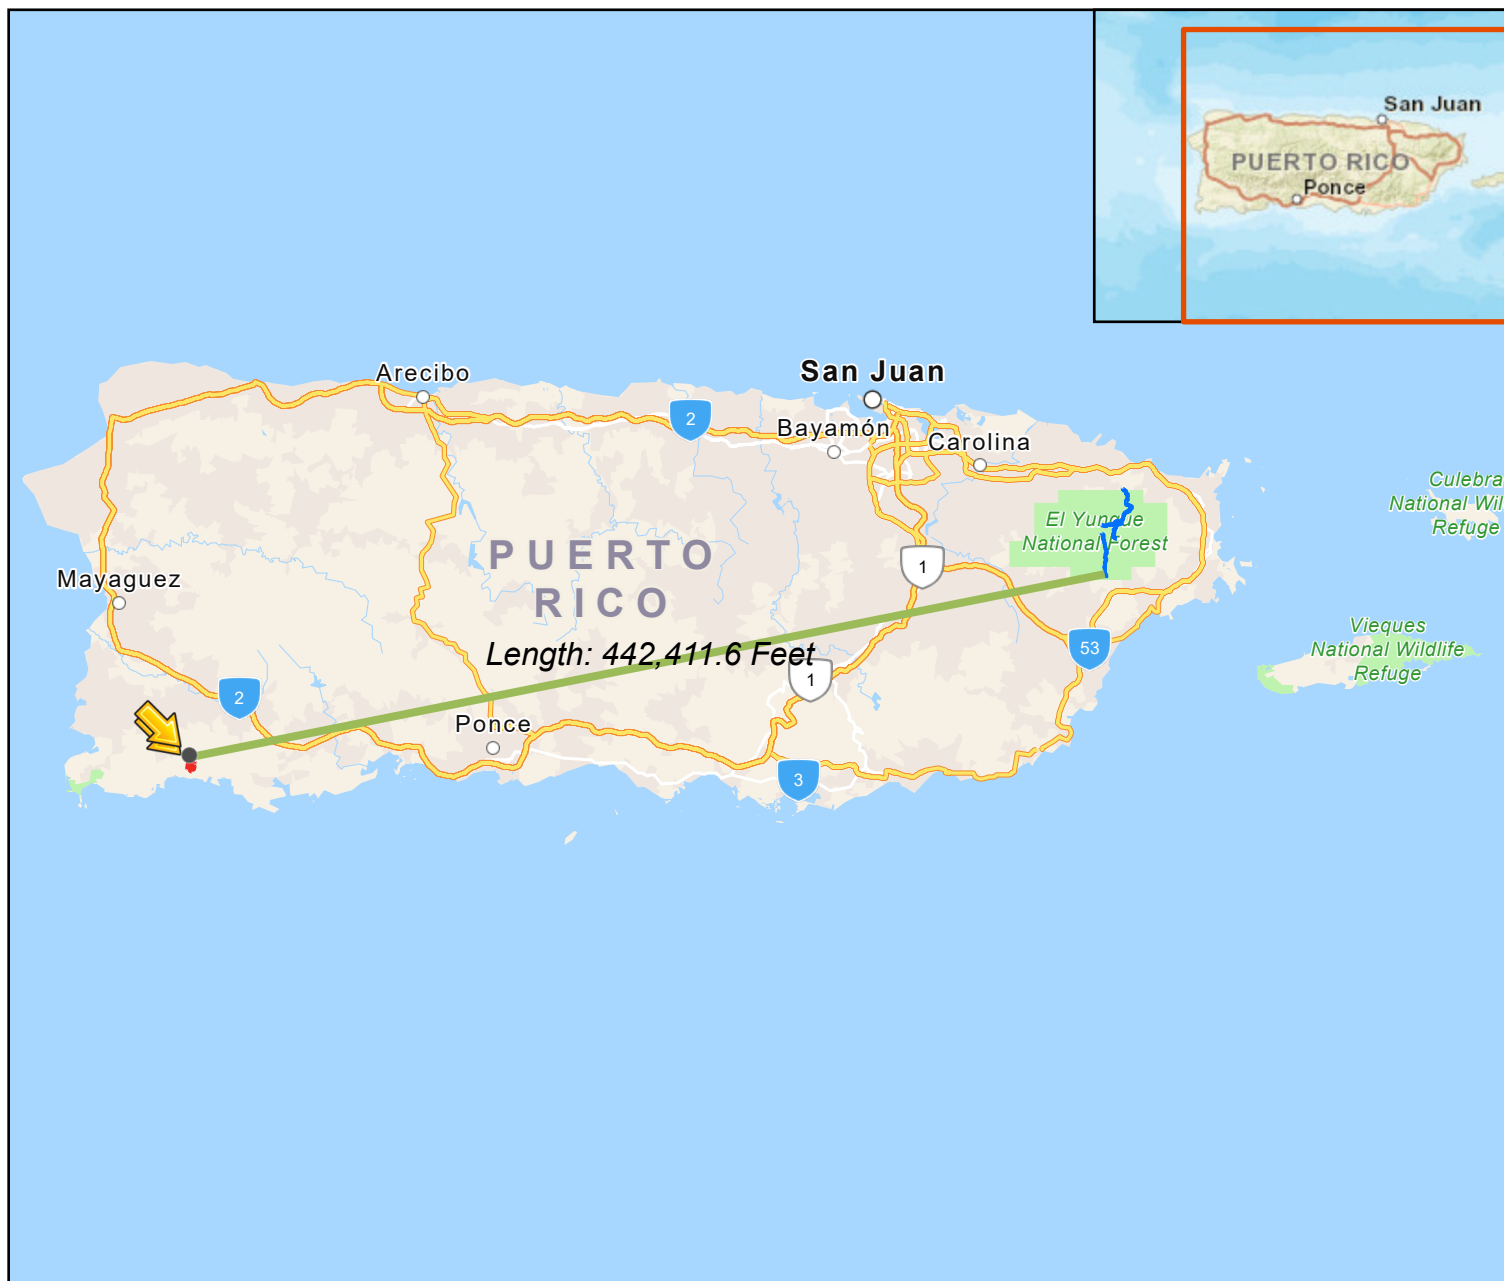 San Juan
PUERTO RICO
Ponce
Arecibo
San Juan
2
Bayamón
Carolina
Culebra
National Wil
Refuge
El Yunque
National Forest
PUERTO
RICO
1
Mayaguez
Length: 442,411.6 Feet
53
Vieques
National Wildlife
Refuge
1
2
Ponce
3